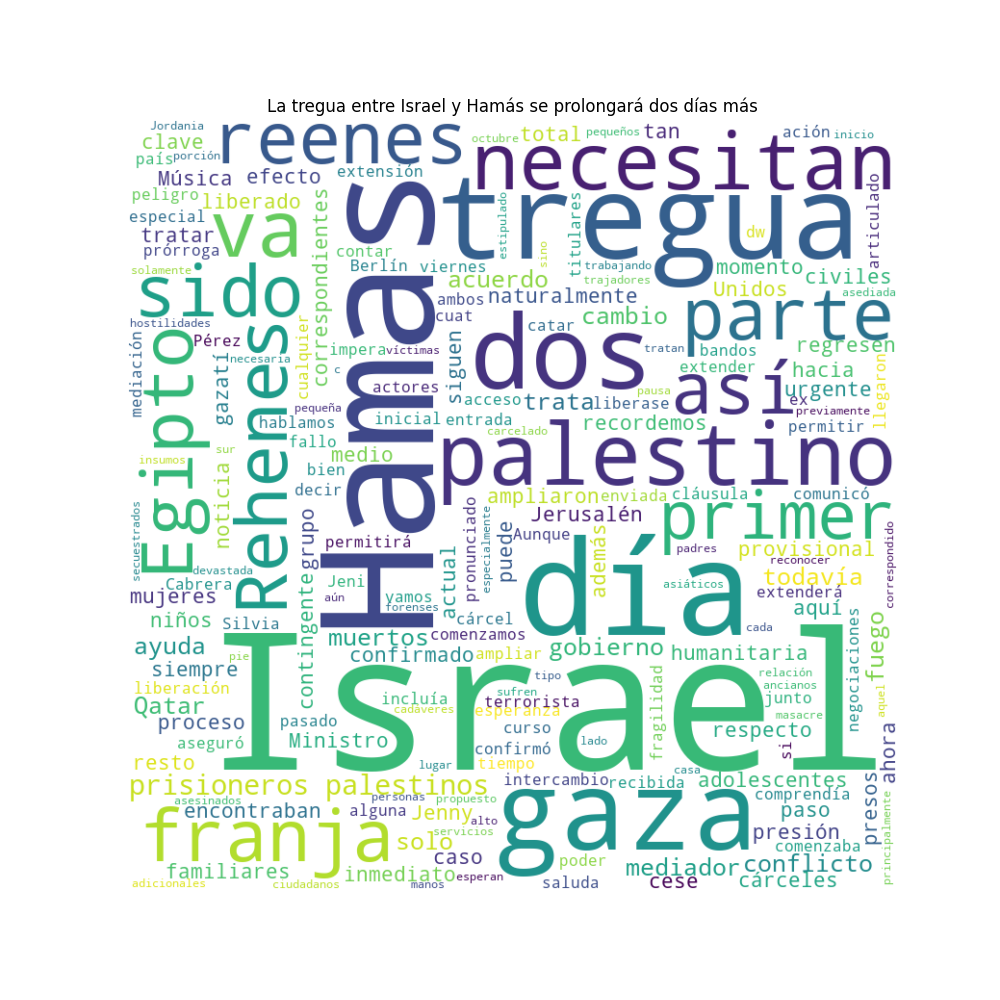 La tregua entre Israel y Hamás se prolongará dos días más
Jordania
reenes
octubre
total
pequeños
tan
ación
inicio
clave
necesitan
país
porción
Música
efecto
extensión
tregua
peligro
liberado
va
Hamas
correspondientes
estipulado
titulares
articulado
especial
tratar
prórroga
contar
sino
dw
solamente
sido
Berlín
viernes
trabajando
momento
civiles
acuerdo
trajadores
Unidos
asediada
ambos
naturalmente
parte
hostilidades
cualquier
cuat
catar
cambio
Pérez
impera
víctimas
siguen
dos
tratan
bandos
regresen
mediación
Egipto
gazatí
necesaria
Rehenes
c
actores
acceso
pausa
extender
así
hacia
urgente
llegaron
pequeña
trata
liberase
ex
previamente
hablamos
inicial
entrada
recordemos
permitir
fallo
carcelado
medio
palestino
insumos
sur
bien
noticia
decir
ampliaron
enviada
cláusula
comunicó
secuestrados
grupo
pronunciado
especialmente
Jerusalén
primer
permitirá
puede
Aunque
además
padres
provisional
correspondido
devastada
reconocer
Cabrera
Jeni
actual
día
asiáticos
todavía
mujeres
aún
vamos
forenses
extenderá
aquí
niños
Silvia
contingente
cárcel
cada
muertos
comenzamos
ayuda
pie
confirmado
ampliar
gobierno
humanitaria
negociaciones
fuego
siempre
Israel
tipo
fragilidad
relación
liberación
incluía
sufren
terrorista
ancianos
junto
aquel
Qatar
cadáveres
esperanza
proceso
pasado
curso
masacre
respecto
aseguró
Ministro
confirmó
lado
si
ahora
resto
lugar
tiempo
casa
prisioneros
palestinos
intercambio
recibida
adolescentes
asesinados
personas
propuesto
gaza
comprendía
encontraban
alguna
Jenny
alto
paso
presos
franja
solo
servicios
presión
comenzaba
principalmente
caso
poder
mediador
conflicto
familiares
inmediato
esperan
adicionales
ciudadanos
manos
saluda
cese
cárceles